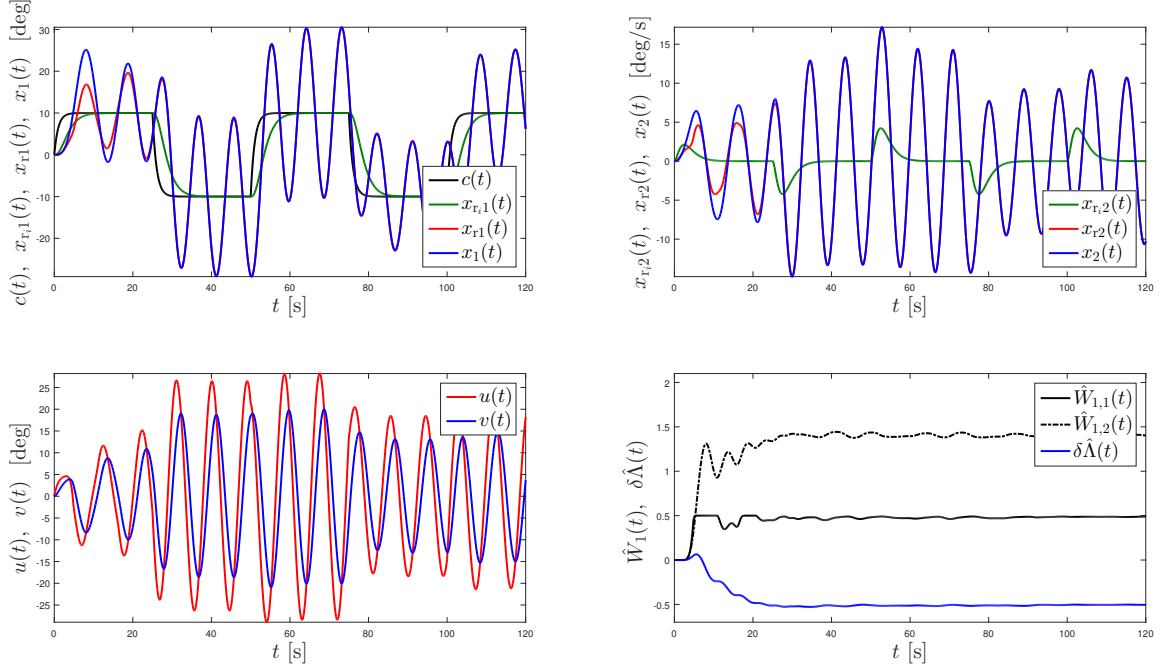 c(t), x_{r_i1}(t), x_{r1}(t), x_1(t) [deg]
30
20
10
0
-10
-20
0 20 40 60 80 100 120
t [s]
c(t)
x_{r_i1}(t)
x_{r1}(t)
x_1(t)
x_{r_i2}(t), x_{r2}(t), x_2(t) [deg/s]
15
10
5
0
-5
-10
0 20 40 60 80 100 120
t [s]
x_{r_i2}(t)
x_{r2}(t)
x_2(t)
u(t), v(t) [deg]
25
20
15
10
5
0
-5
-10
-15
-20
-25
0 20 40 60 80 100 120
t [s]
u(t)
v(t)
Ŵ_1(t), δΛ̂(t)
2
1.5
1
0.5
0
-0.5
0 20 40 60 80 100 120
t [s]
Ŵ_{1,1}(t)
Ŵ_{1,2}(t)
δΛ̂(t)